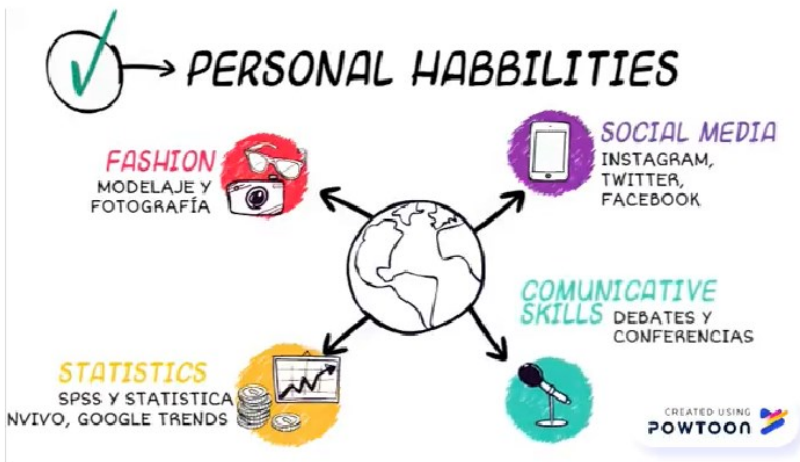 PERSONAL HABBILITIES
FASHION
MODELAJE Y
FOTOGRAFÍA
SOCIAL MEDIA
INSTAGRAM,
TWITTER,
FACEBOOK
STATISTICS
SPSS Y STATISTICA
NVIVO, GOOGLE TRENDS
COMUNICATIVE
SKILLS DEBATES Y
CONFERENCIAS
CREATED USING
POWTOON